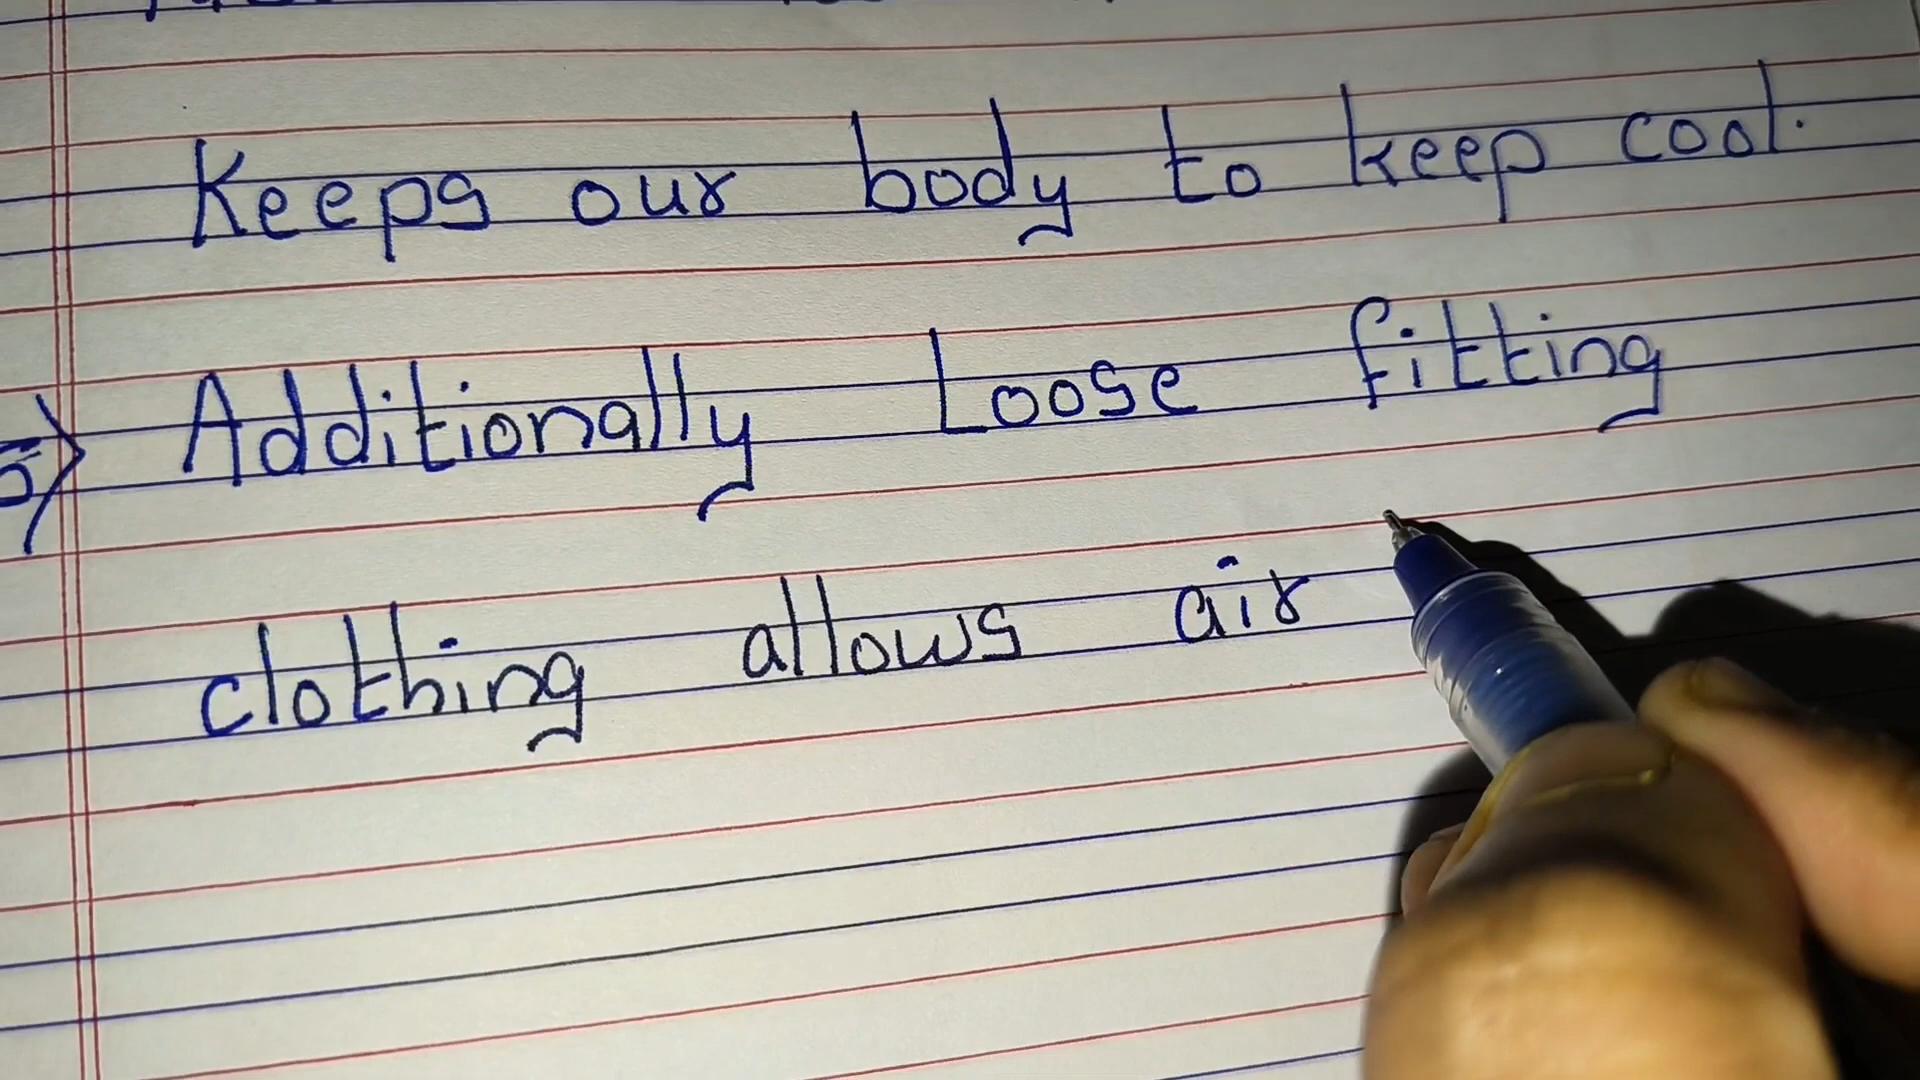 Keeps our body to keep cool.
5) Additionally Loose fitting
clothing allows air